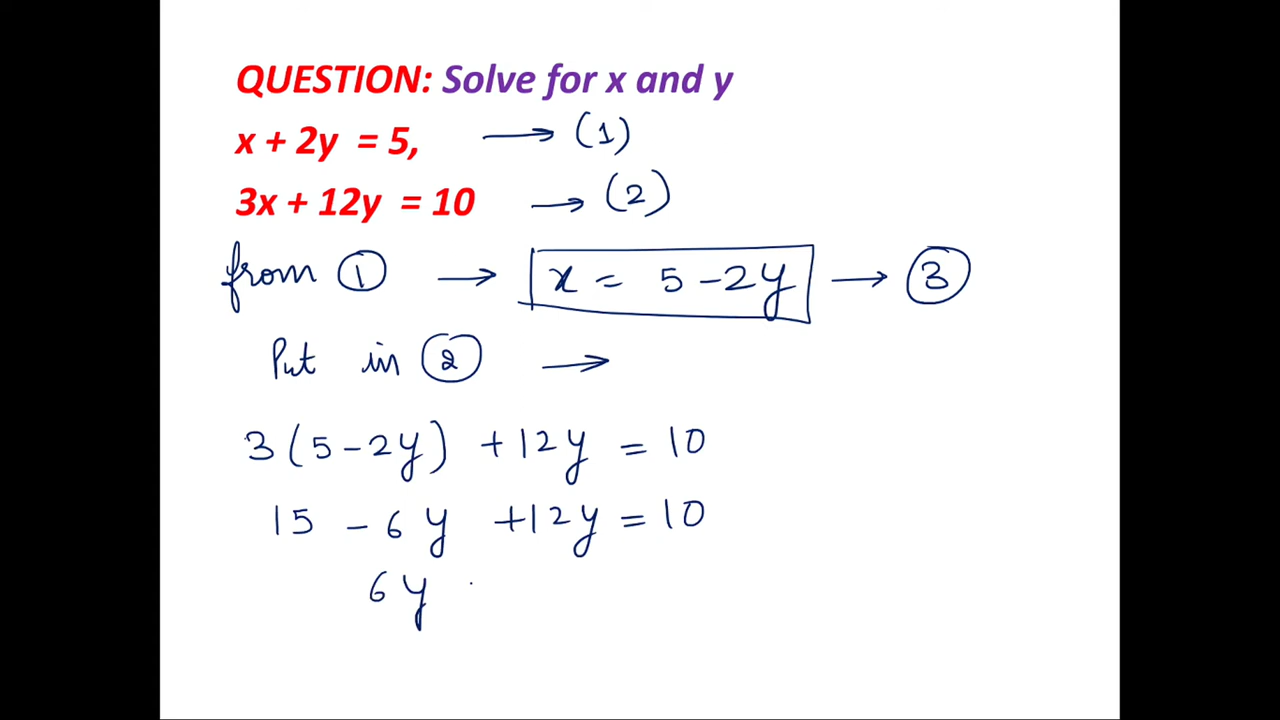 QUESTION: Solve for x and y
x + 2y = 5, ⟶ (1)
3x + 12y = 10 → (2)
from ① → x = 5 - 2y → ③
Put in ② →
3(5 - 2y) + 12y = 10
15 - 6y + 12y = 10
6y